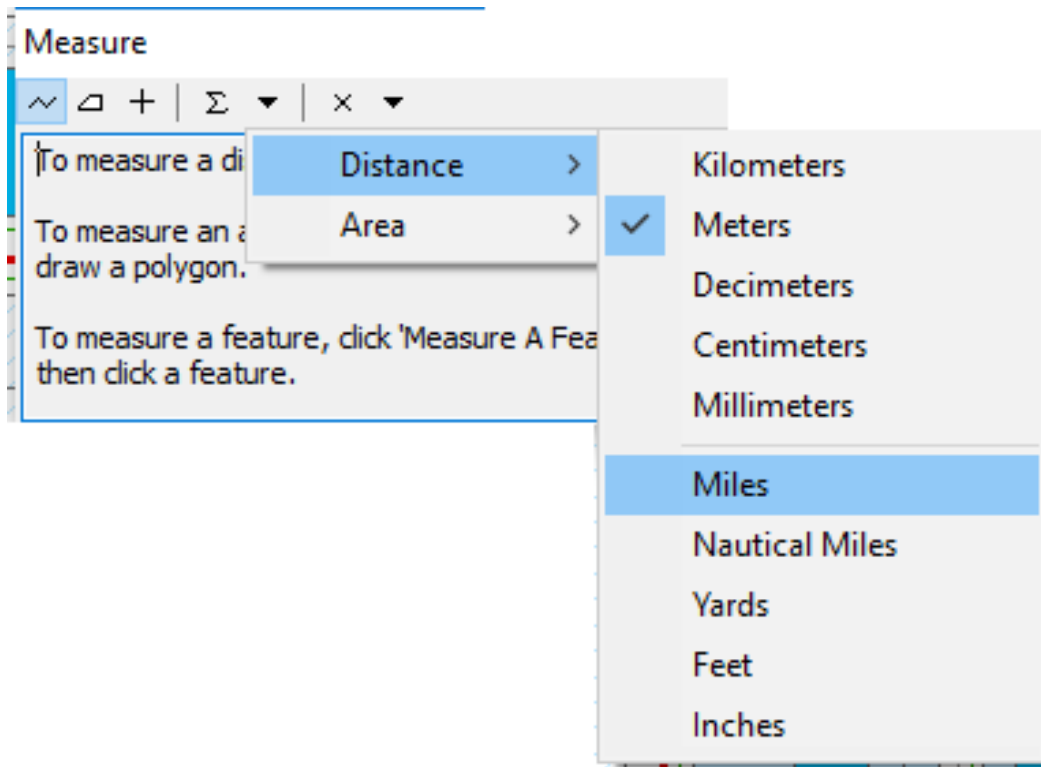 Measure
Σ
To measure a di
To measure an a
draw a polygon.
To measure a feature, click 'Measure A Fea
then click a feature.
Distance
Area
Kilometers
Meters
Decimeters
Centimeters
Millimeters
Miles
Nautical Miles
Yards
Feet
Inches